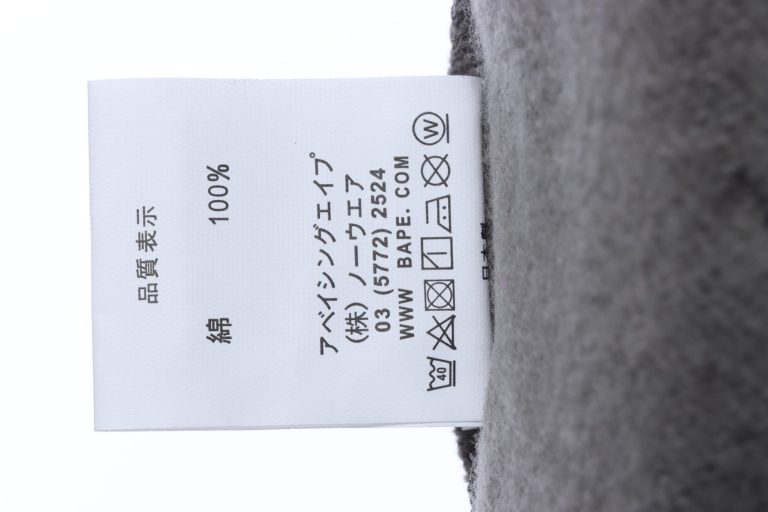 品質表示
綿 100%
アベイシングエイプ
(株) ノーウエア
03 (5772) 2524
WWW BAPE. COM
40
W